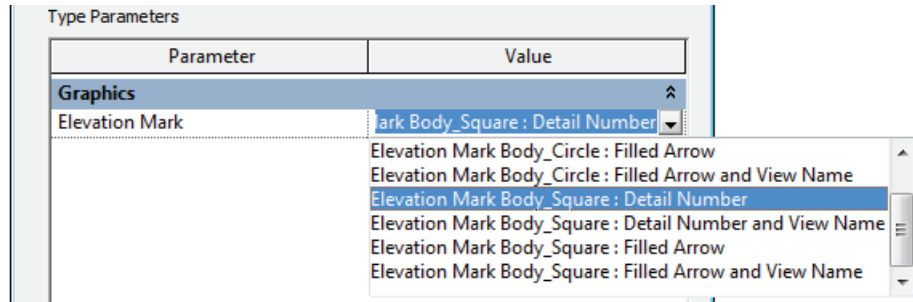 Type Parameters
Parameter Value
Graphics
Elevation Mark ark Body_Square : Detail Number
Elevation Mark Body_Circle : Filled Arrow
Elevation Mark Body_Circle : Filled Arrow and View Name
Elevation Mark Body_Square : Detail Number
Elevation Mark Body_Square : Detail Number and View Name
Elevation Mark Body_Square : Filled Arrow
Elevation Mark Body_Square : Filled Arrow and View Name